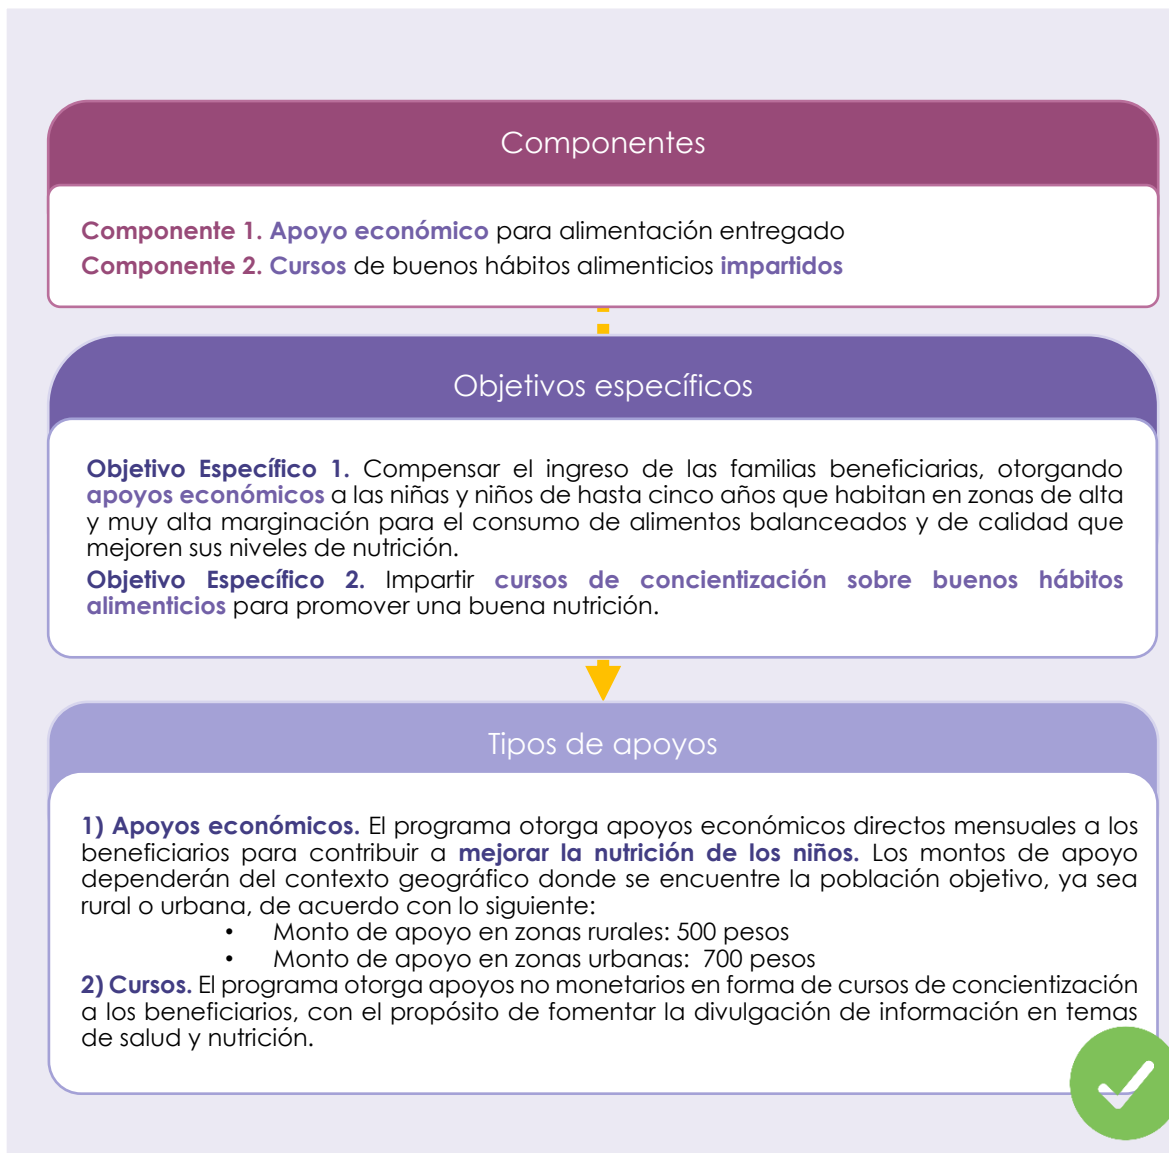 Componentes
Componente 1. Apoyo económico para alimentación entregado
Componente 2. Cursos de buenos hábitos alimenticios impartidos
Objetivos específicos
Objetivo Específico 1. Compensar el ingreso de las familias beneficiarias, otorgando
apoyos económicos a las niñas y niños de hasta cinco años que habitan en zonas de alta
y muy alta marginación para el consumo de alimentos balanceados y de calidad que
mejoren sus niveles de nutrición.
Objetivo Específico 2. Impartir cursos de concientización sobre buenos hábitos
alimenticios para promover una buena nutrición.
Tipos de apoyos
1) Apoyos económicos. El programa otorga apoyos económicos directos mensuales a los
beneficiarios para contribuir a mejorar la nutrición de los niños. Los montos de apoyo
dependerán del contexto geográfico donde se encuentre la población objetivo, ya sea
rural o urbana, de acuerdo con lo siguiente:
• Monto de apoyo en zonas rurales: 500 pesos
• Monto de apoyo en zonas urbanas: 700 pesos
2) Cursos. El programa otorga apoyos no monetarios en forma de cursos de concientización
a los beneficiarios, con el propósito de fomentar la divulgación de información en temas
de salud y nutrición.